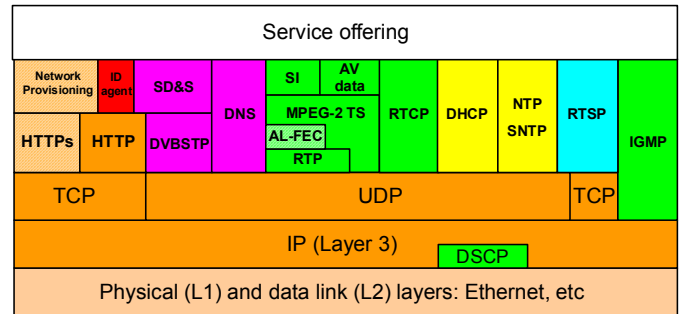 Service offering
Network
Provisioning
ID
agent
SD&S
DNS
SI
AV
data
MPEG-2 TS
AL-FEC
RTP
RTCP
DHCP
NTP
SNTP
RTSP
IGMP
HTTPs
HTTP
DVBSTP
TCP
UDP
TCP
IP (Layer 3)
DSCP
Physical (L1) and data link (L2) layers: Ethernet, etc